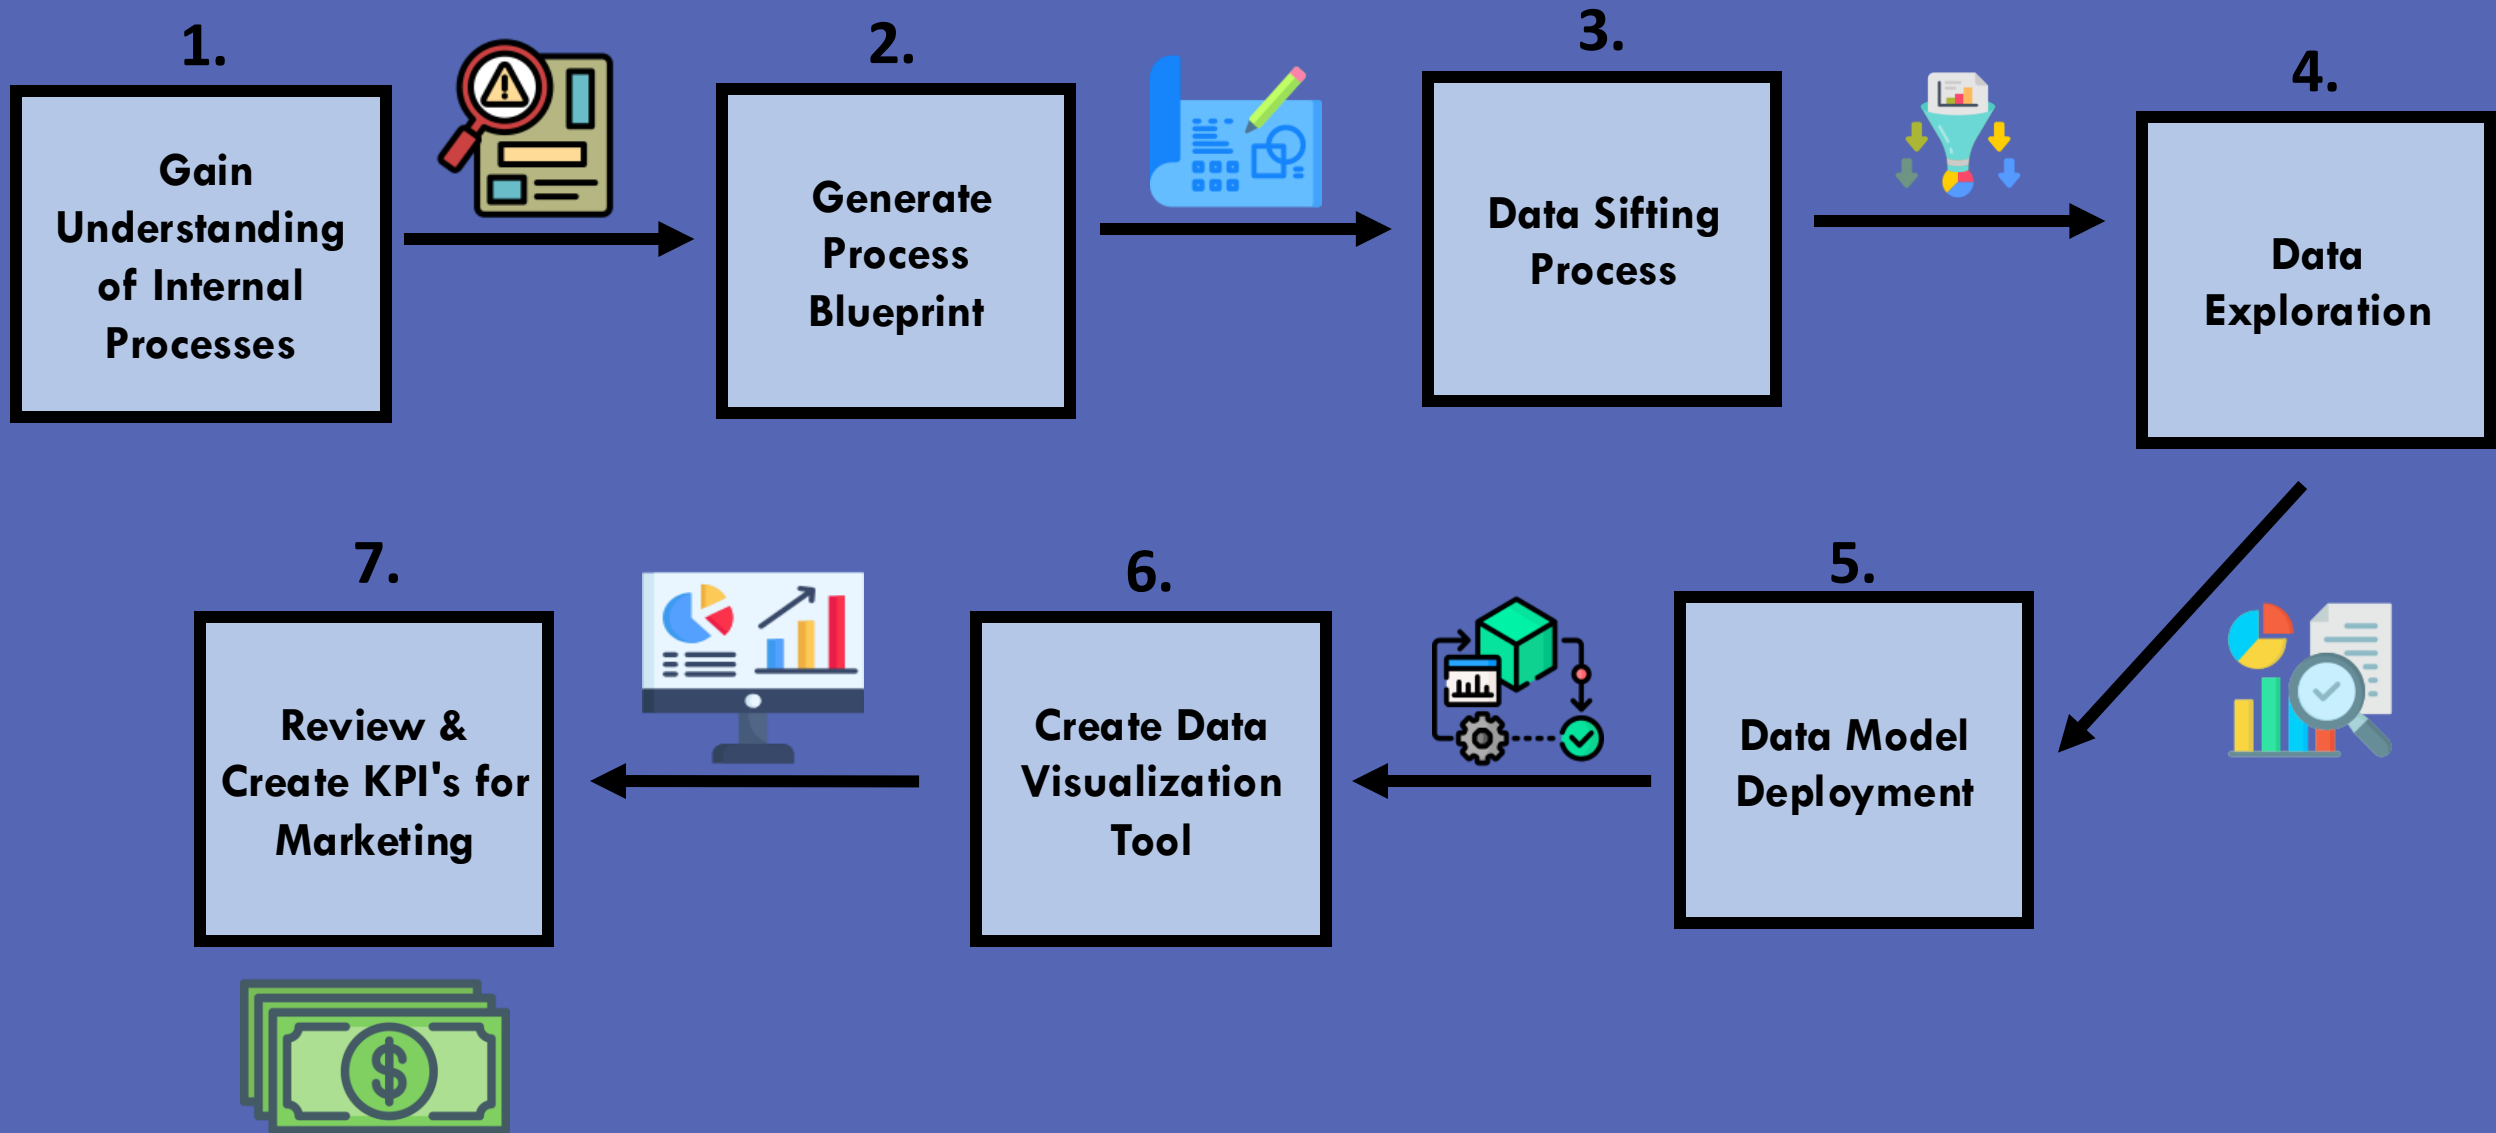 1.
Gain
Understanding
of Internal
Processes
2.
Generate
Process
Blueprint
3.
Data Sifting
Process
4.
Data
Exploration
5.
Data Model
Deployment
6.
Create Data
Visualization
Tool
7.
Review &
Create KPI's for
Marketing
$